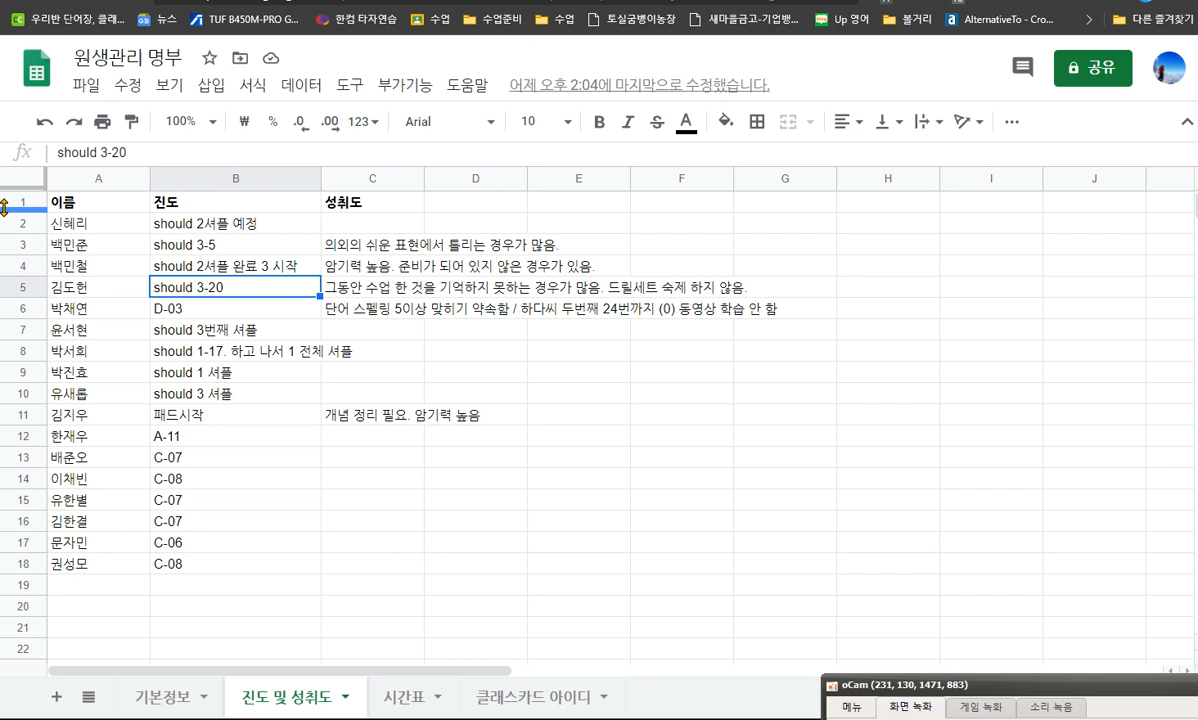 우리반 단어장, 클래... 뉴스 TUF B450M-PRO G... 한컴 타자연습 수업 수업준비 수업 토실굼벵이농장 새마을금고-기업뱅... Up 영어 볼거리 AlternativeTo - Cro... 다른 즐겨찾기
원생관리 명부
파일 수정 보기 삽입 서식 데이터 도구 부가기능 도움말 어제 오후 2:04에 마지막으로 수정했습니다.
공유
100% ₩ % .0 .00 123 Arial 10 B I S A
fx should 3-20
A B C D E F G H I J
1 이름 진도 성취도
2 신혜리 should 2셔플 예정
3 백민준 should 3-5 의외의 쉬운 표현에서 틀리는 경우가 많음.
4 백민철 should 2셔플 완료 3 시작 암기력 높음. 준비가 되어 있지 않은 경우가 있음.
5 김도헌 should 3-20 그동안 수업 한 것을 기억하지 못하는 경우가 많음. 드릴세트 숙제 하지 않음.
6 박채연 D-03 단어 스펠링 5이상 맞히기 약속함 / 하다씨 두번째 24번까지 (0) 동영상 학습 안 함
7 윤서현 should 3번째 셔플
8 박서희 should 1-17. 하고 나서 1 전체 셔플
9 박진효 should 1 셔플
10 유새롭 should 3 셔플
11 김지우 패드시작 개념 정리 필요. 암기력 높음
12 한재우 A-11
13 배준오 C-07
14 이채빈 C-08
15 유한별 C-07
16 김한결 C-07
17 문자민 C-06
18 권성모 C-08
19
20
21
22
기본정보 진도 및 성취도 시간표 클래스카드 아이디
oCam (231, 130, 1471, 883)
메뉴 화면 녹화 게임 녹화 소리 녹음